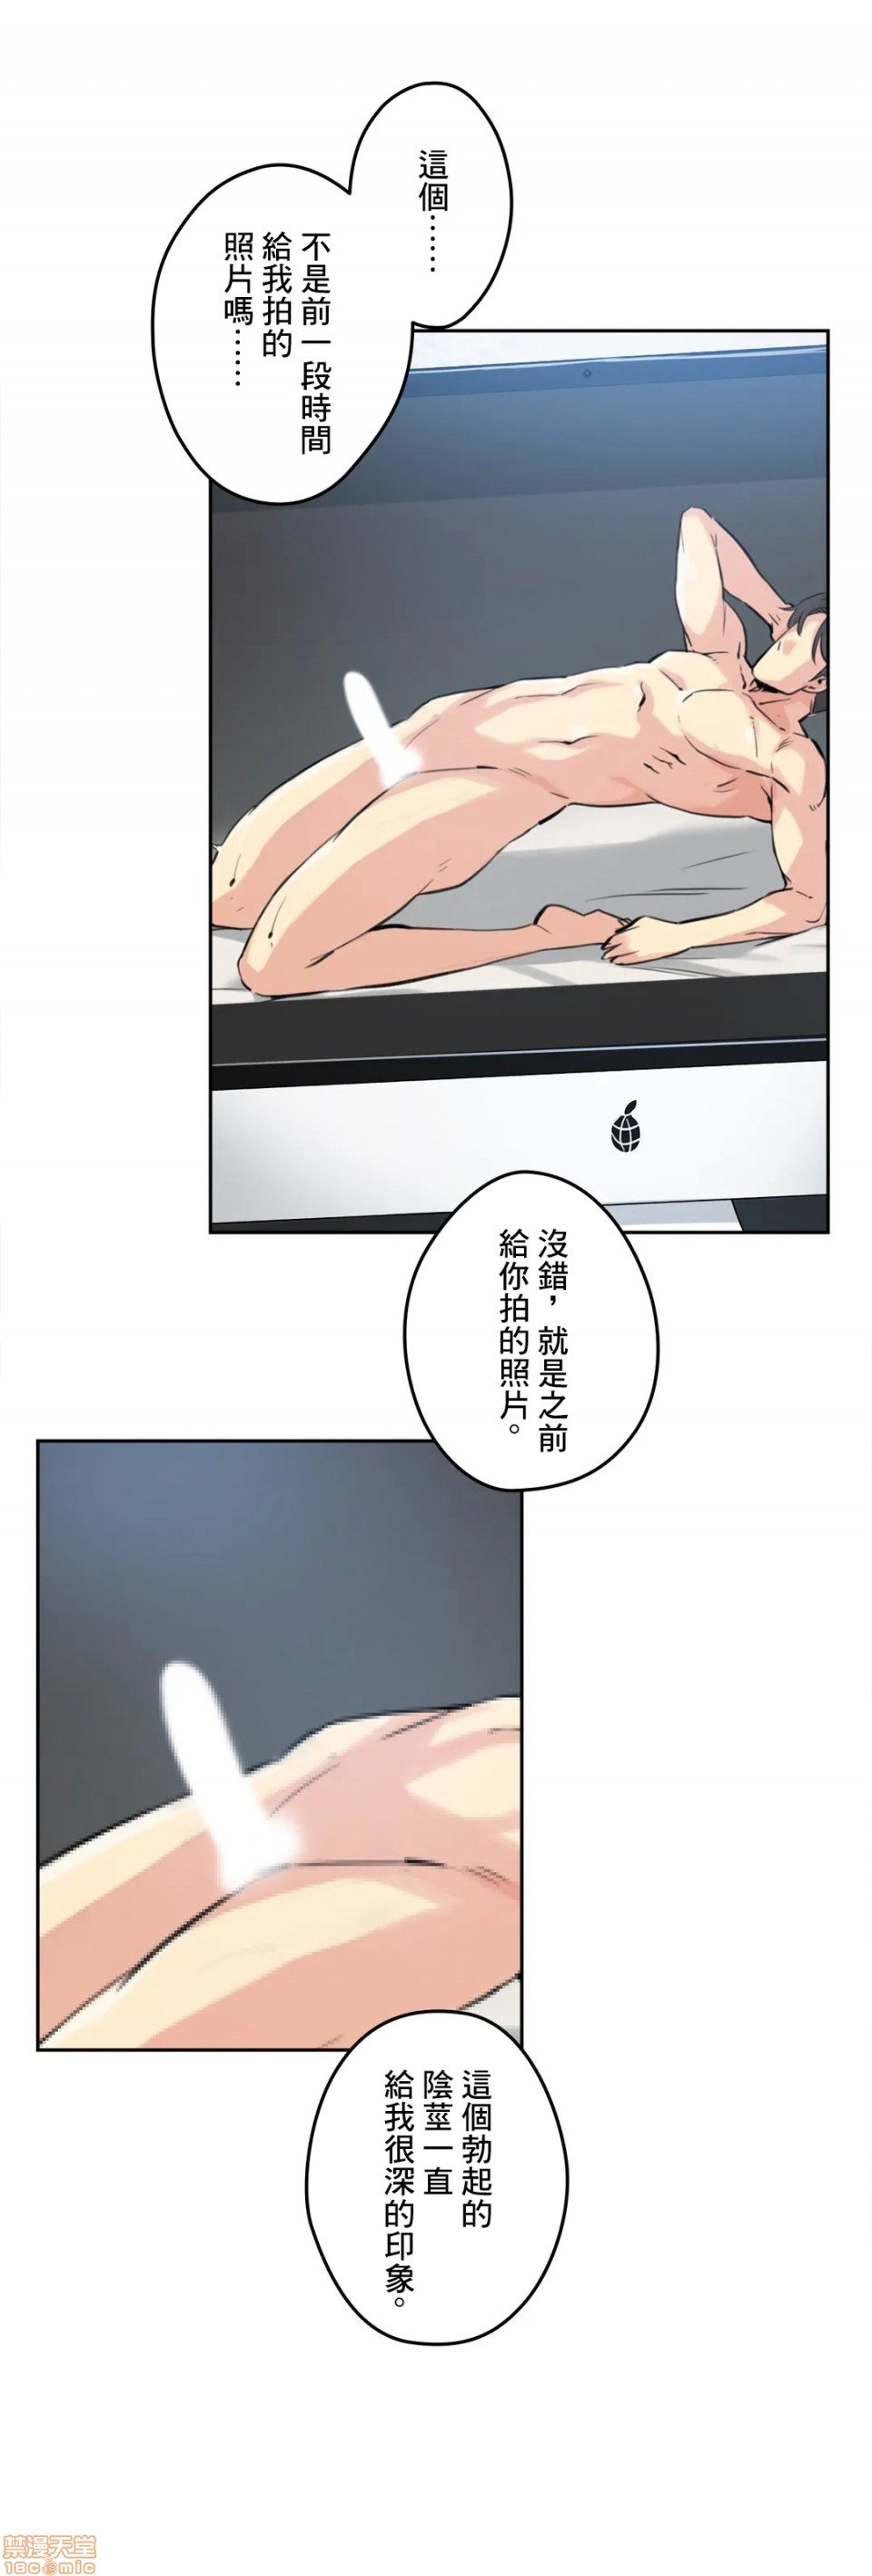 這個……
不是前一段時間
給我拍的
照片嗎……
沒錯，就是之前
給你拍的照片。
這個勃起的
陰莖一直
給我很深的印象。
禁漫天堂
18comic